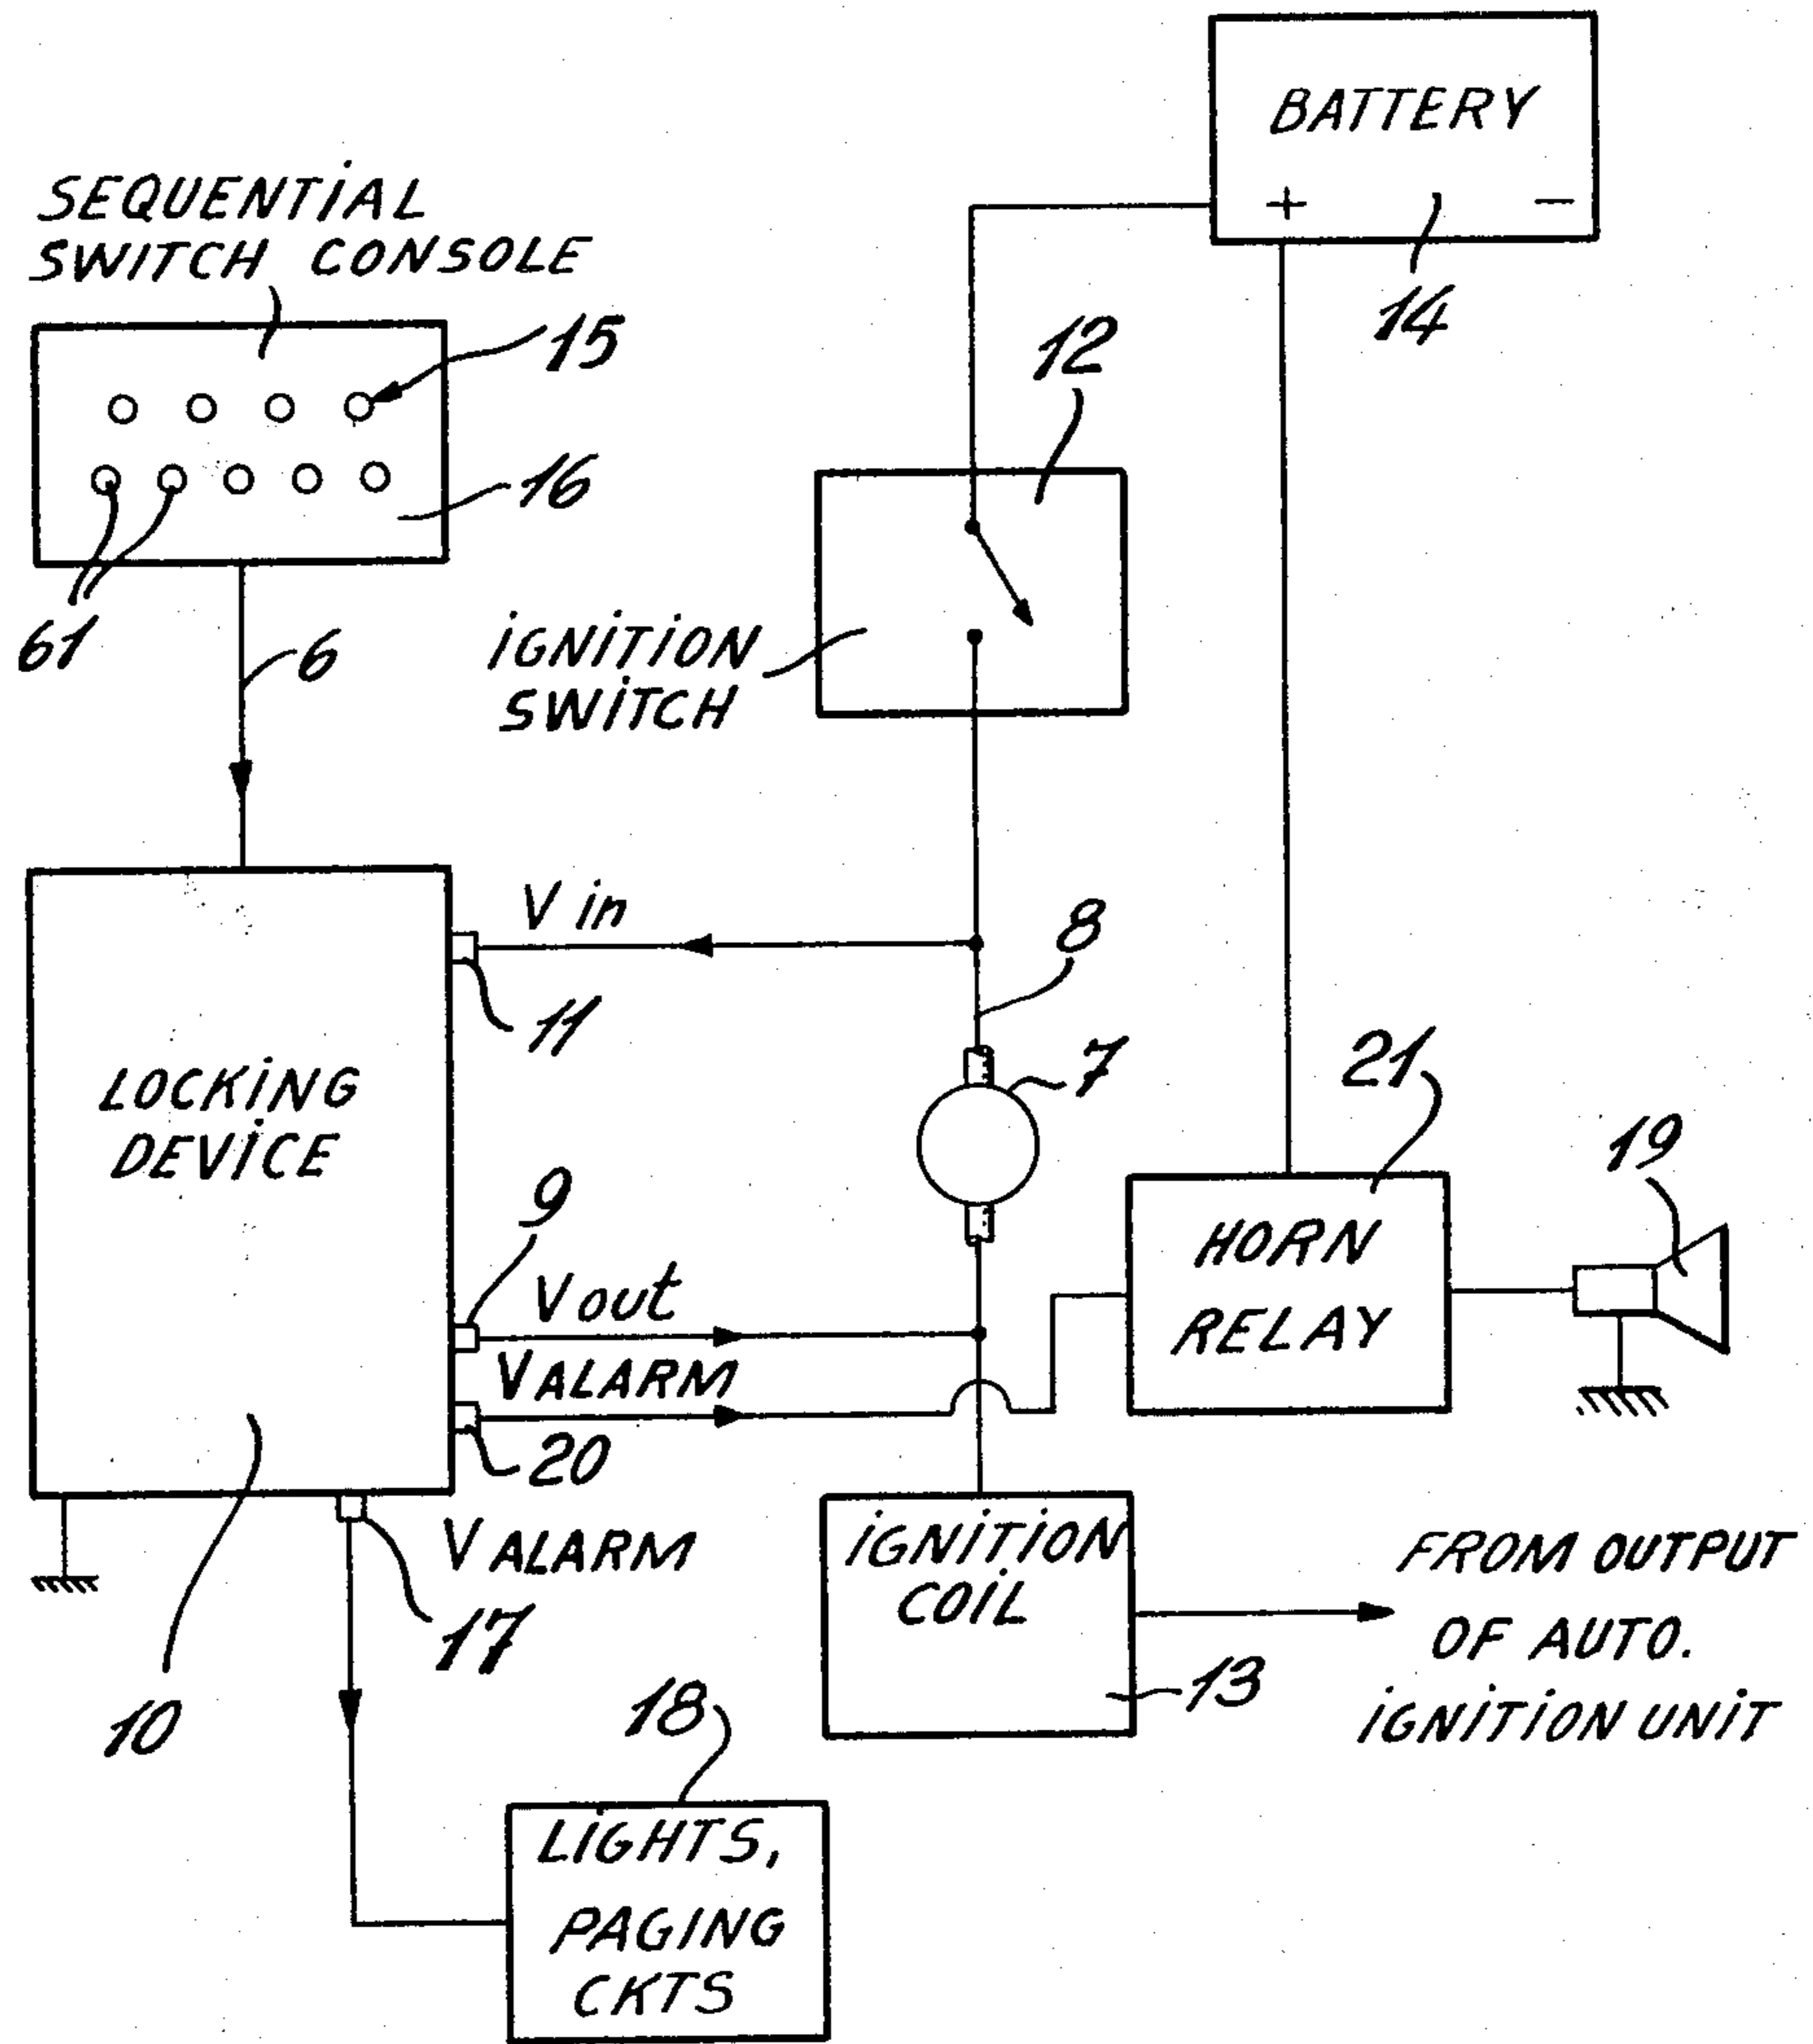 BATTERY
+ −
14
SEQUENTIAL
SWITCH CONSOLE
15
16
61
6
12
IGNITION
SWITCH
V in
11
8
7
LOCKING
DEVICE
9
V out
V ALARM
20
21
HORN
RELAY
19
10
17
V ALARM
IGNITION
COIL
13
FROM OUTPUT
OF AUTO.
IGNITION UNIT
18
LIGHTS,
PAGING
CKTS